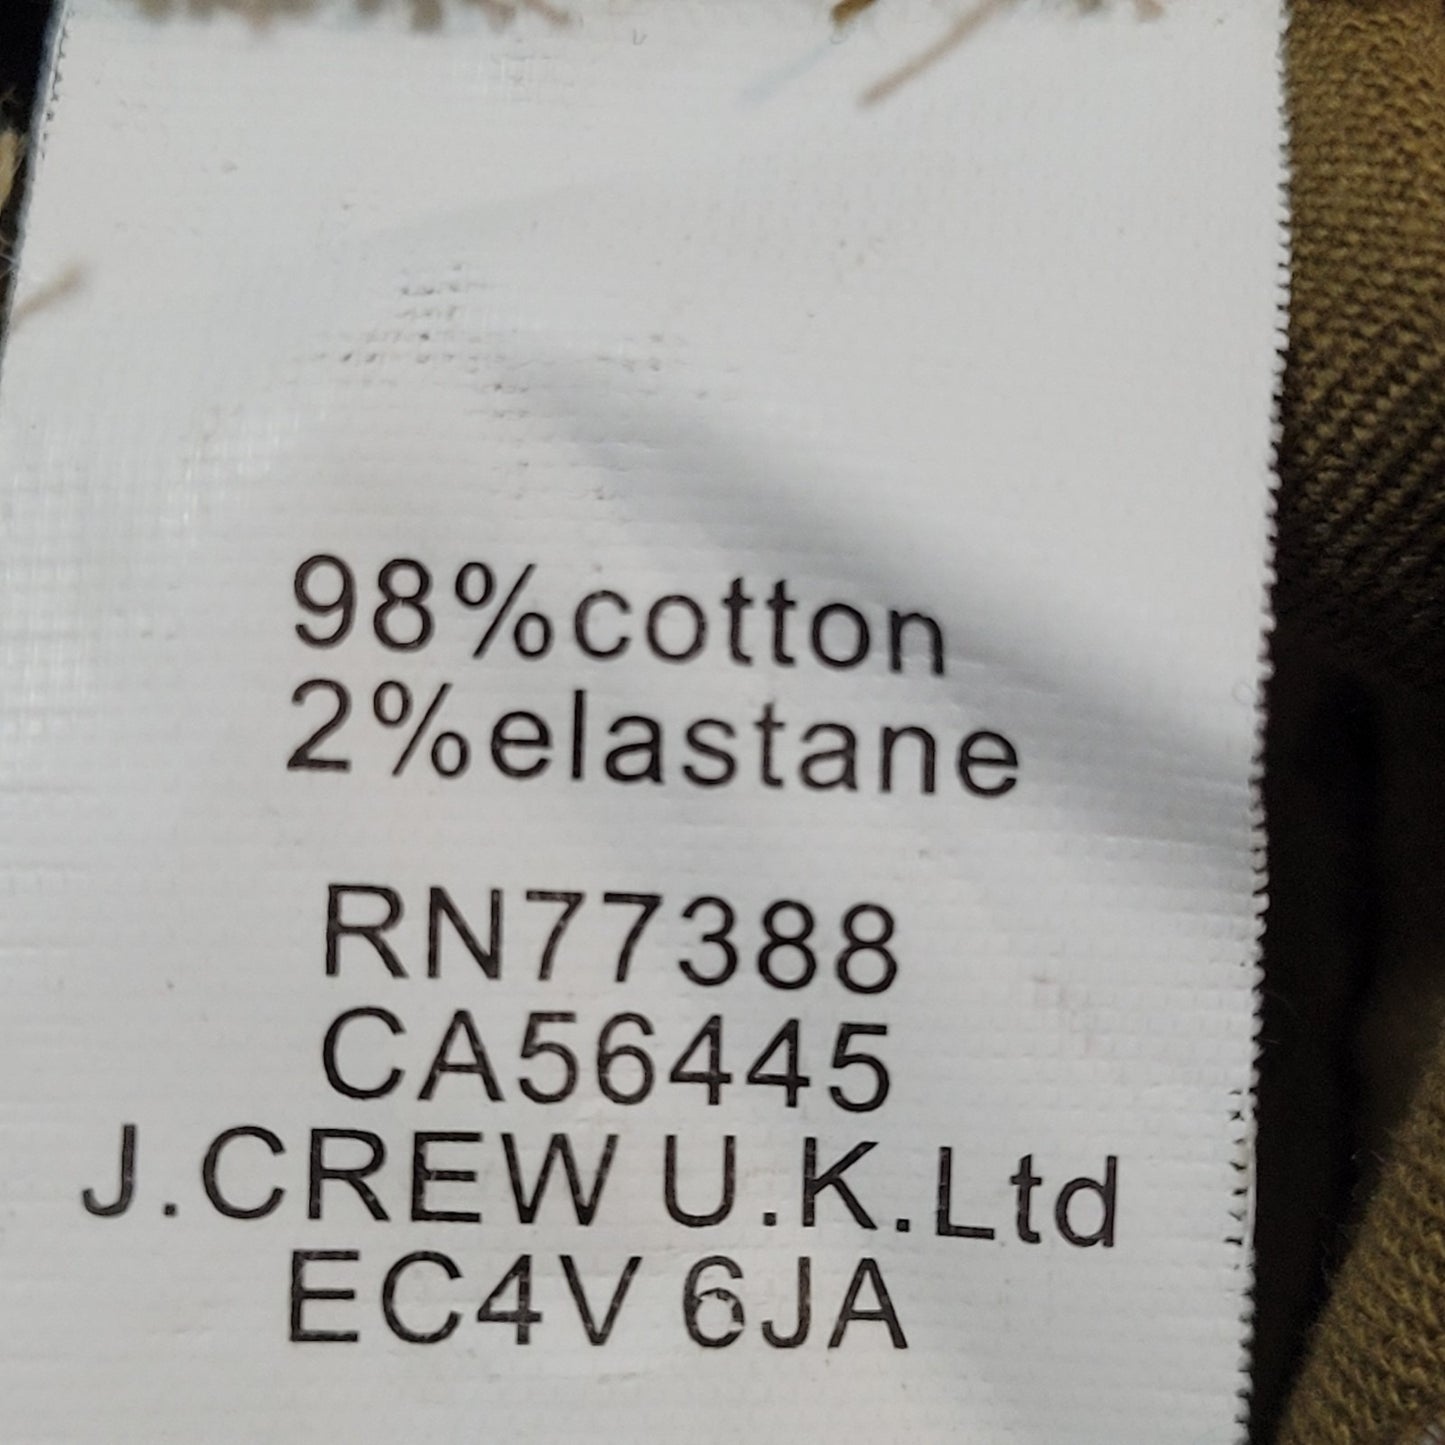 98%cotton
2%elastane
RN77388
CA56445
J.CREW U.K.Ltd
EC4V 6JA